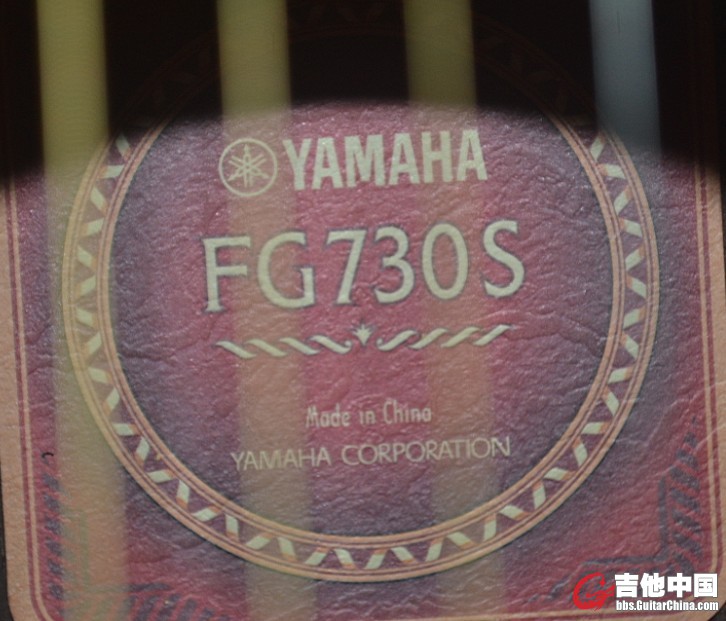 YAMAHA
FG730S
Made in China
YAMAHA CORPORATION
吉他中国
bbs.GuitarChina.com